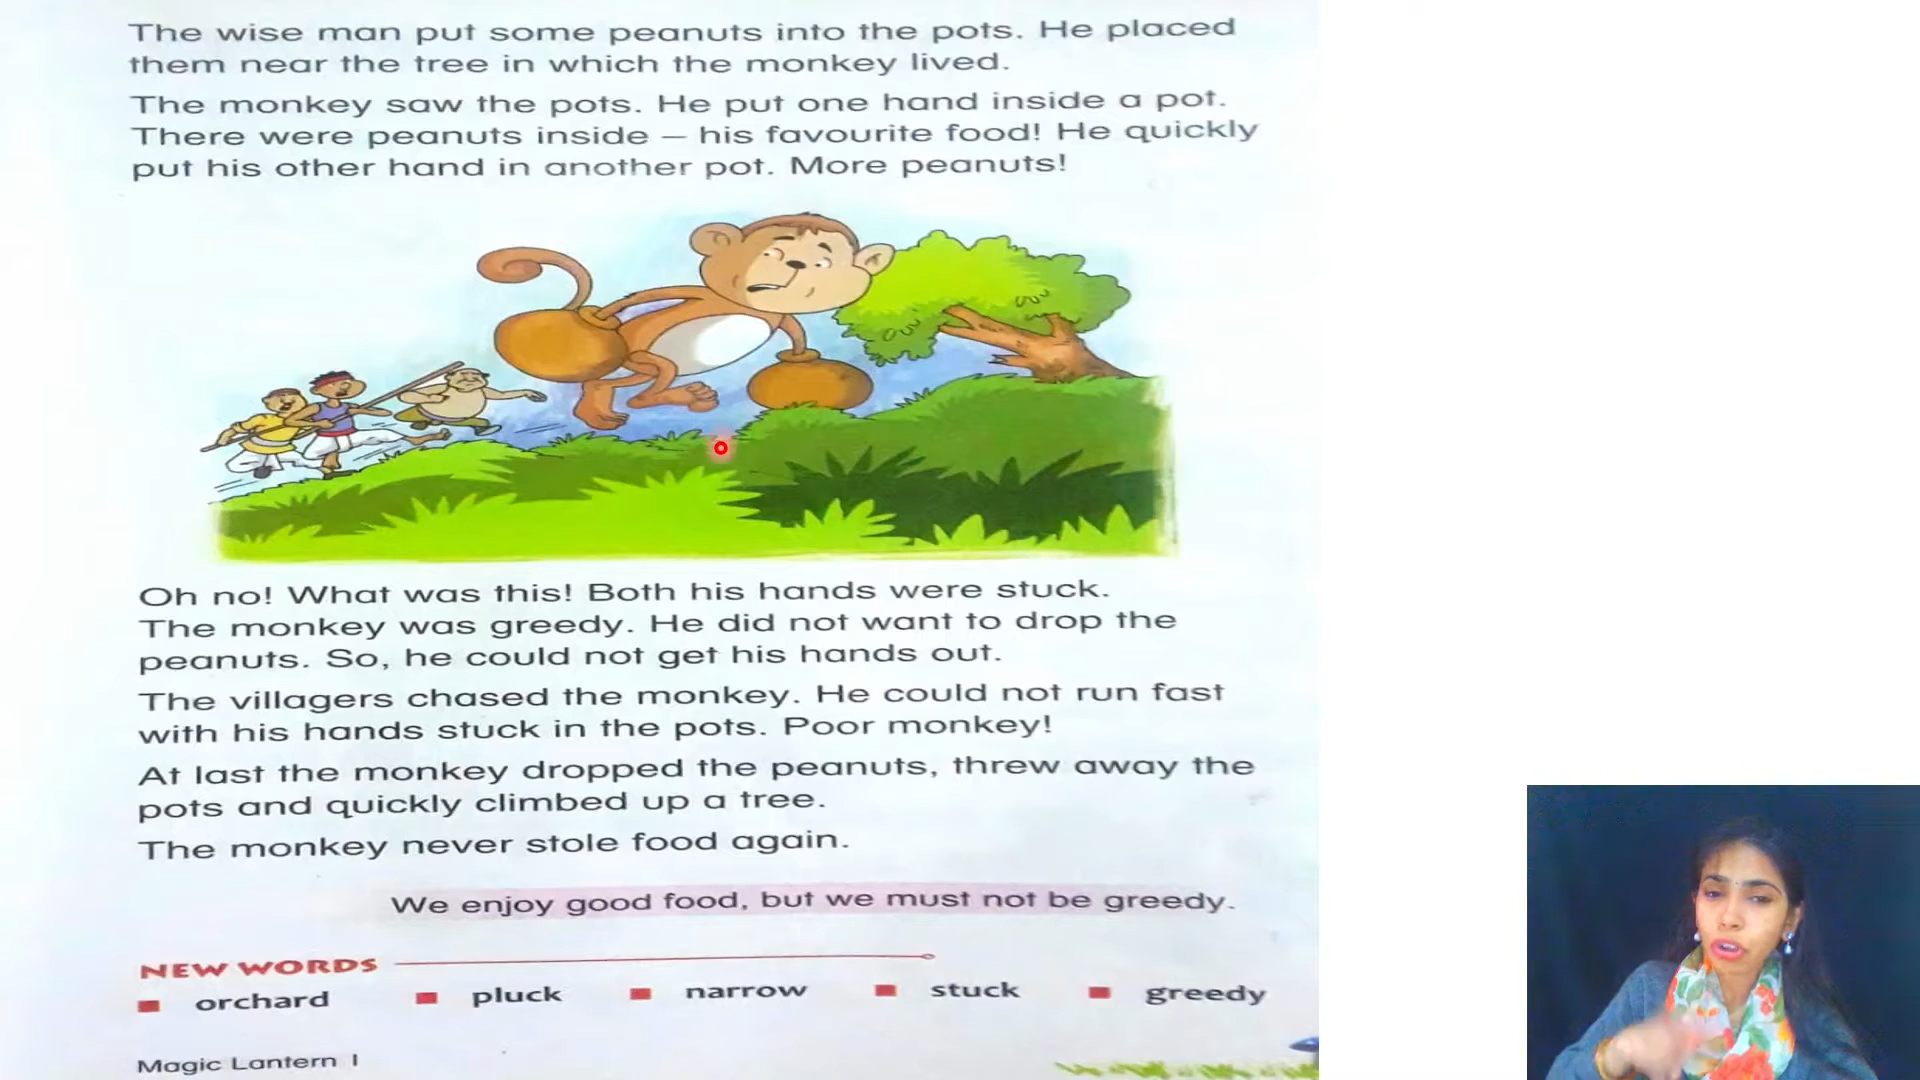 The wise man put some peanuts into the pots. He placed
them near the tree in which the monkey lived.
The monkey saw the pots. He put one hand inside a pot.
There were peanuts inside – his favourite food! He quickly
put his other hand in another pot. More peanuts!
Oh no! What was this! Both his hands were stuck.
The monkey was greedy. He did not want to drop the
peanuts. So, he could not get his hands out.
The villagers chased the monkey. He could not run fast
with his hands stuck in the pots. Poor monkey!
At last the monkey dropped the peanuts, threw away the
pots and quickly climbed up a tree.
The monkey never stole food again.
We enjoy good food, but we must not be greedy.
NEW WORDS
orchard pluck narrow stuck greedy
Magic Lantern 1